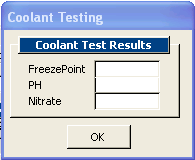 Coolant Testing
Coolant Test Results
FreezePoint
PH
Nitrate
OK